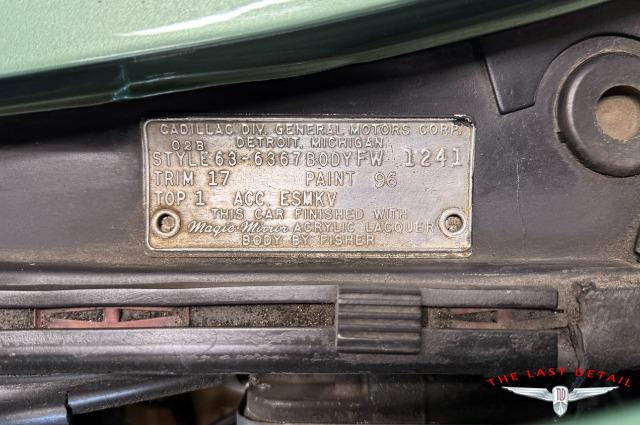 CADILLAC DIV. GENERAL MOTORS CORP.
02B DETROIT, MICHIGAN
STYLE 63-6367 BODY FW 1241
TRIM 17 PAINT 96
TOP 1 ACC. ESMKV
THIS CAR FINISHED WITH
Magic-Mirror ACRYLIC LACQUER
BODY BY FISHER
THE LAST DETAIL
TLD